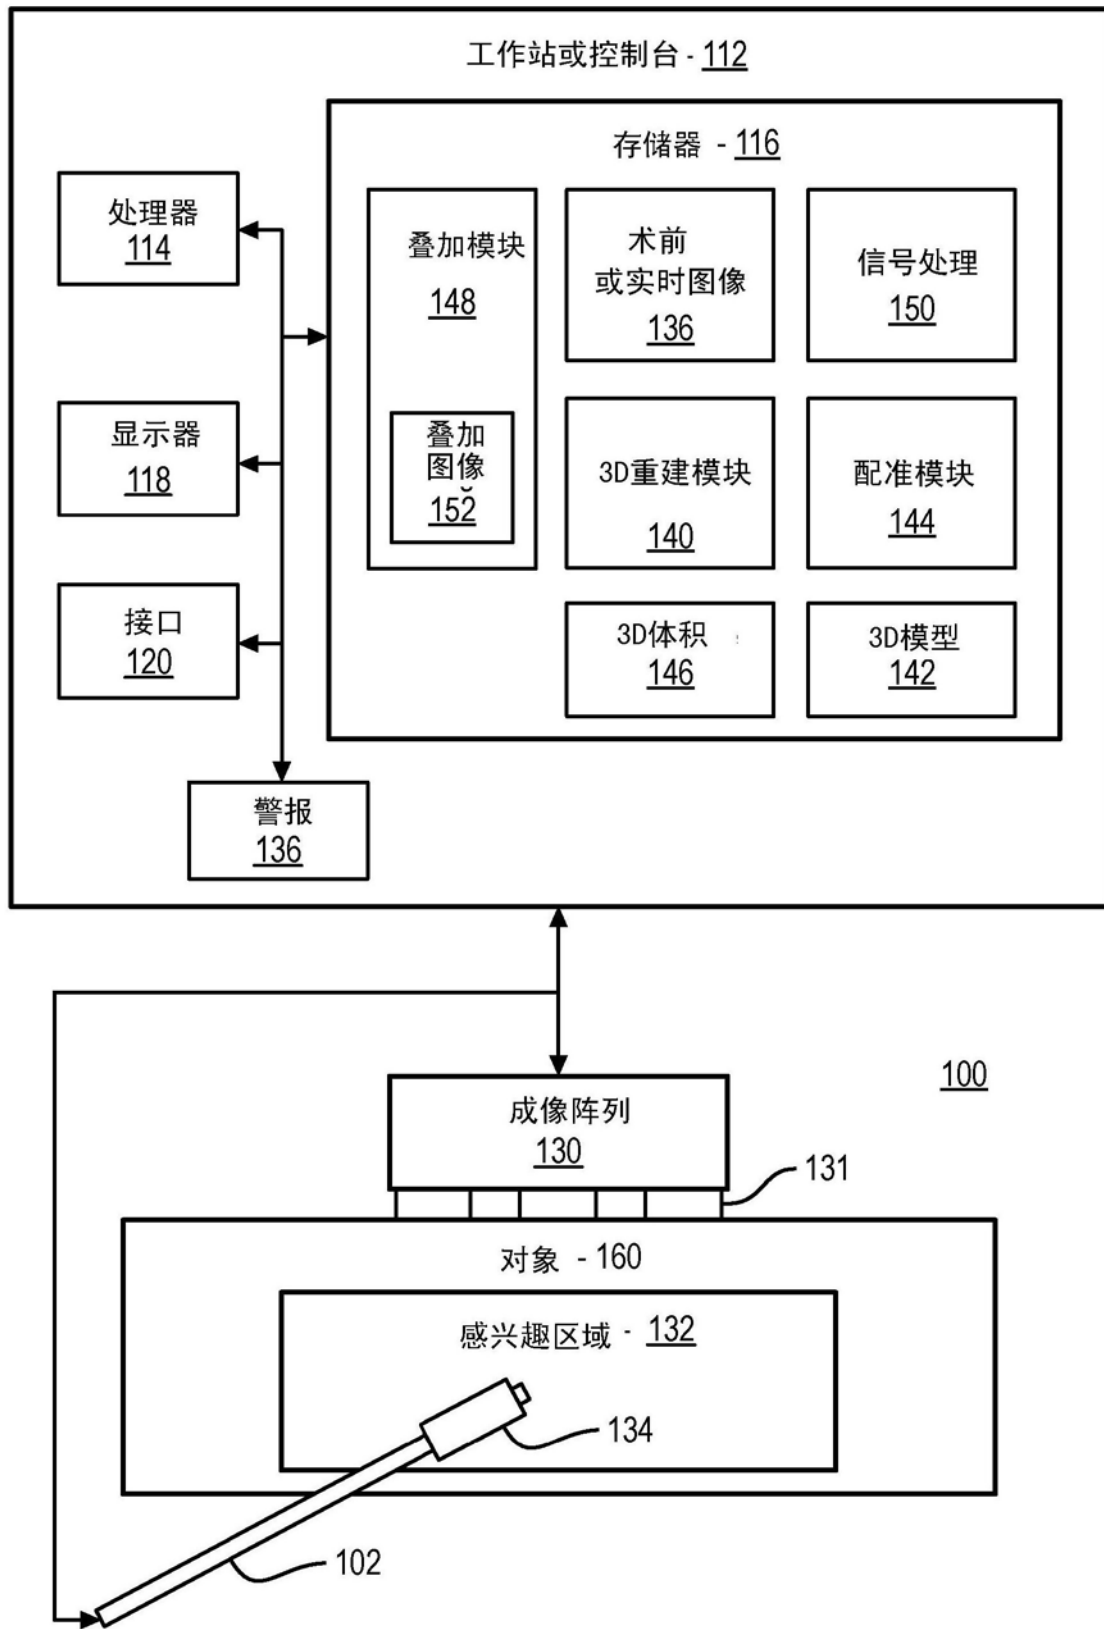 工作站或控制台 - 112
存储器 - 116
处理器
114
叠加模块
148
术前
或实时图像
136
信号处理
150
显示器
118
叠加
图像
152
3D重建模块
140
配准模块
144
接口
120
3D体积
146
3D模型
142
警报
136
100
成像阵列
130
131
对象 - 160
感兴趣区域 - 132
134
102